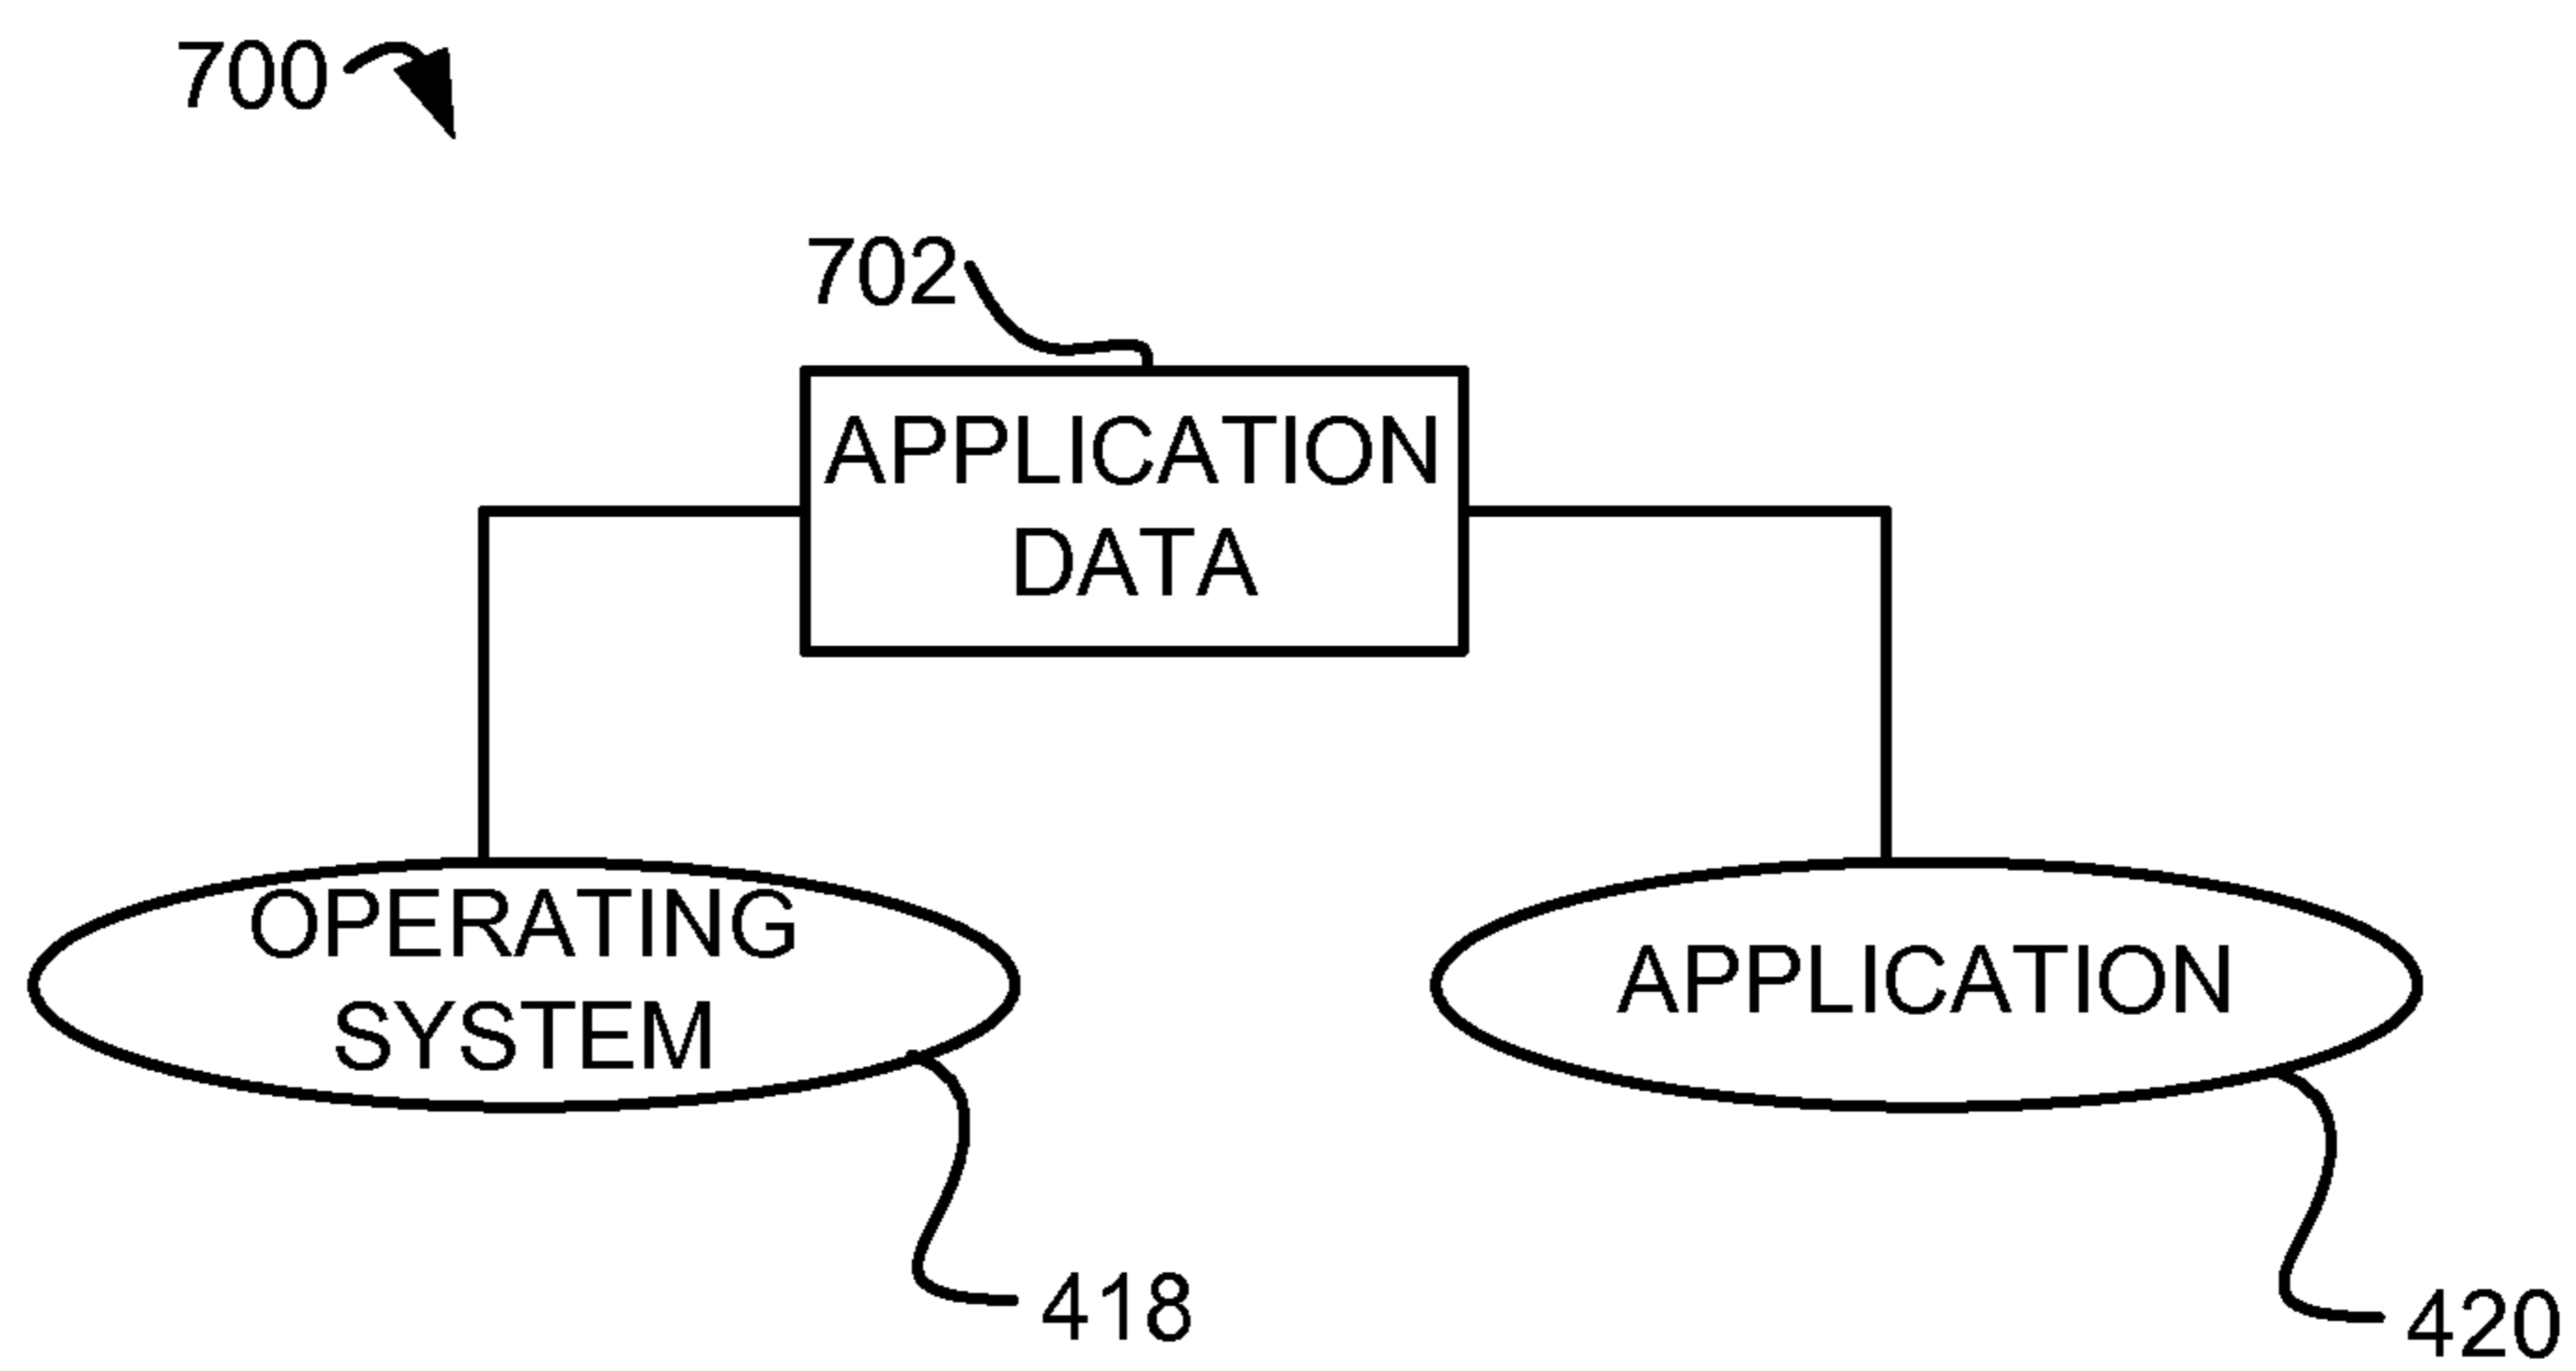 700
702
APPLICATION
DATA
OPERATING
SYSTEM
APPLICATION
418
420